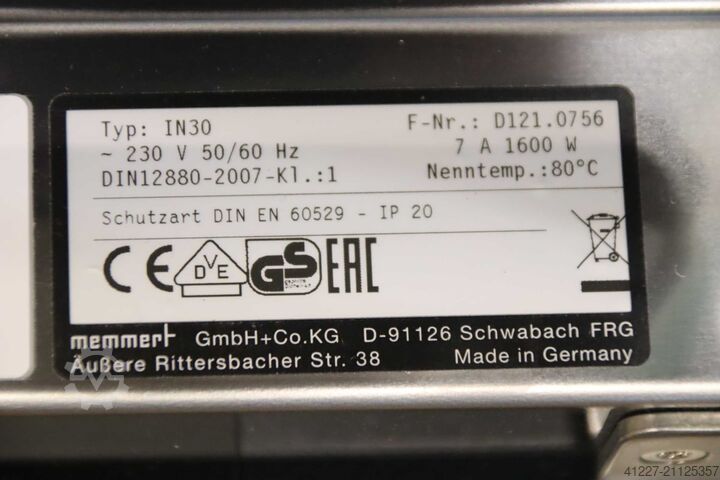 Typ: IN30 F-Nr.: D121.0756
~ 230 V 50/60 Hz 7 A 1600 W
DIN12880-2007-Kl.:1 Nenntemp.:80°C
Schutzart DIN EN 60529 - IP 20
CE DVE GS EAC
memmert GmbH+Co.KG D-91126 Schwabach FRG
Äußere Rittersbacher Str. 38 Made in Germany
41227-21125357